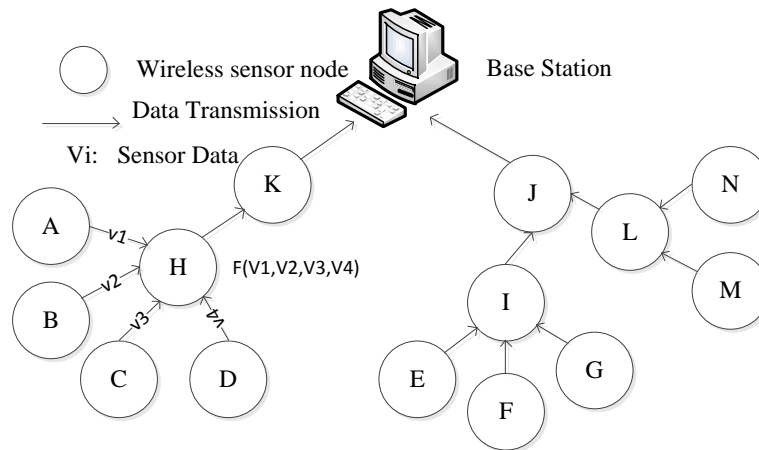 Wireless sensor node
Base Station
Data Transmission
Vi: Sensor Data
K
J
N
A
v1
L
H
F(V1,V2,V3,V4)
v2
I
M
B
v3
v4
C
D
E
F
G